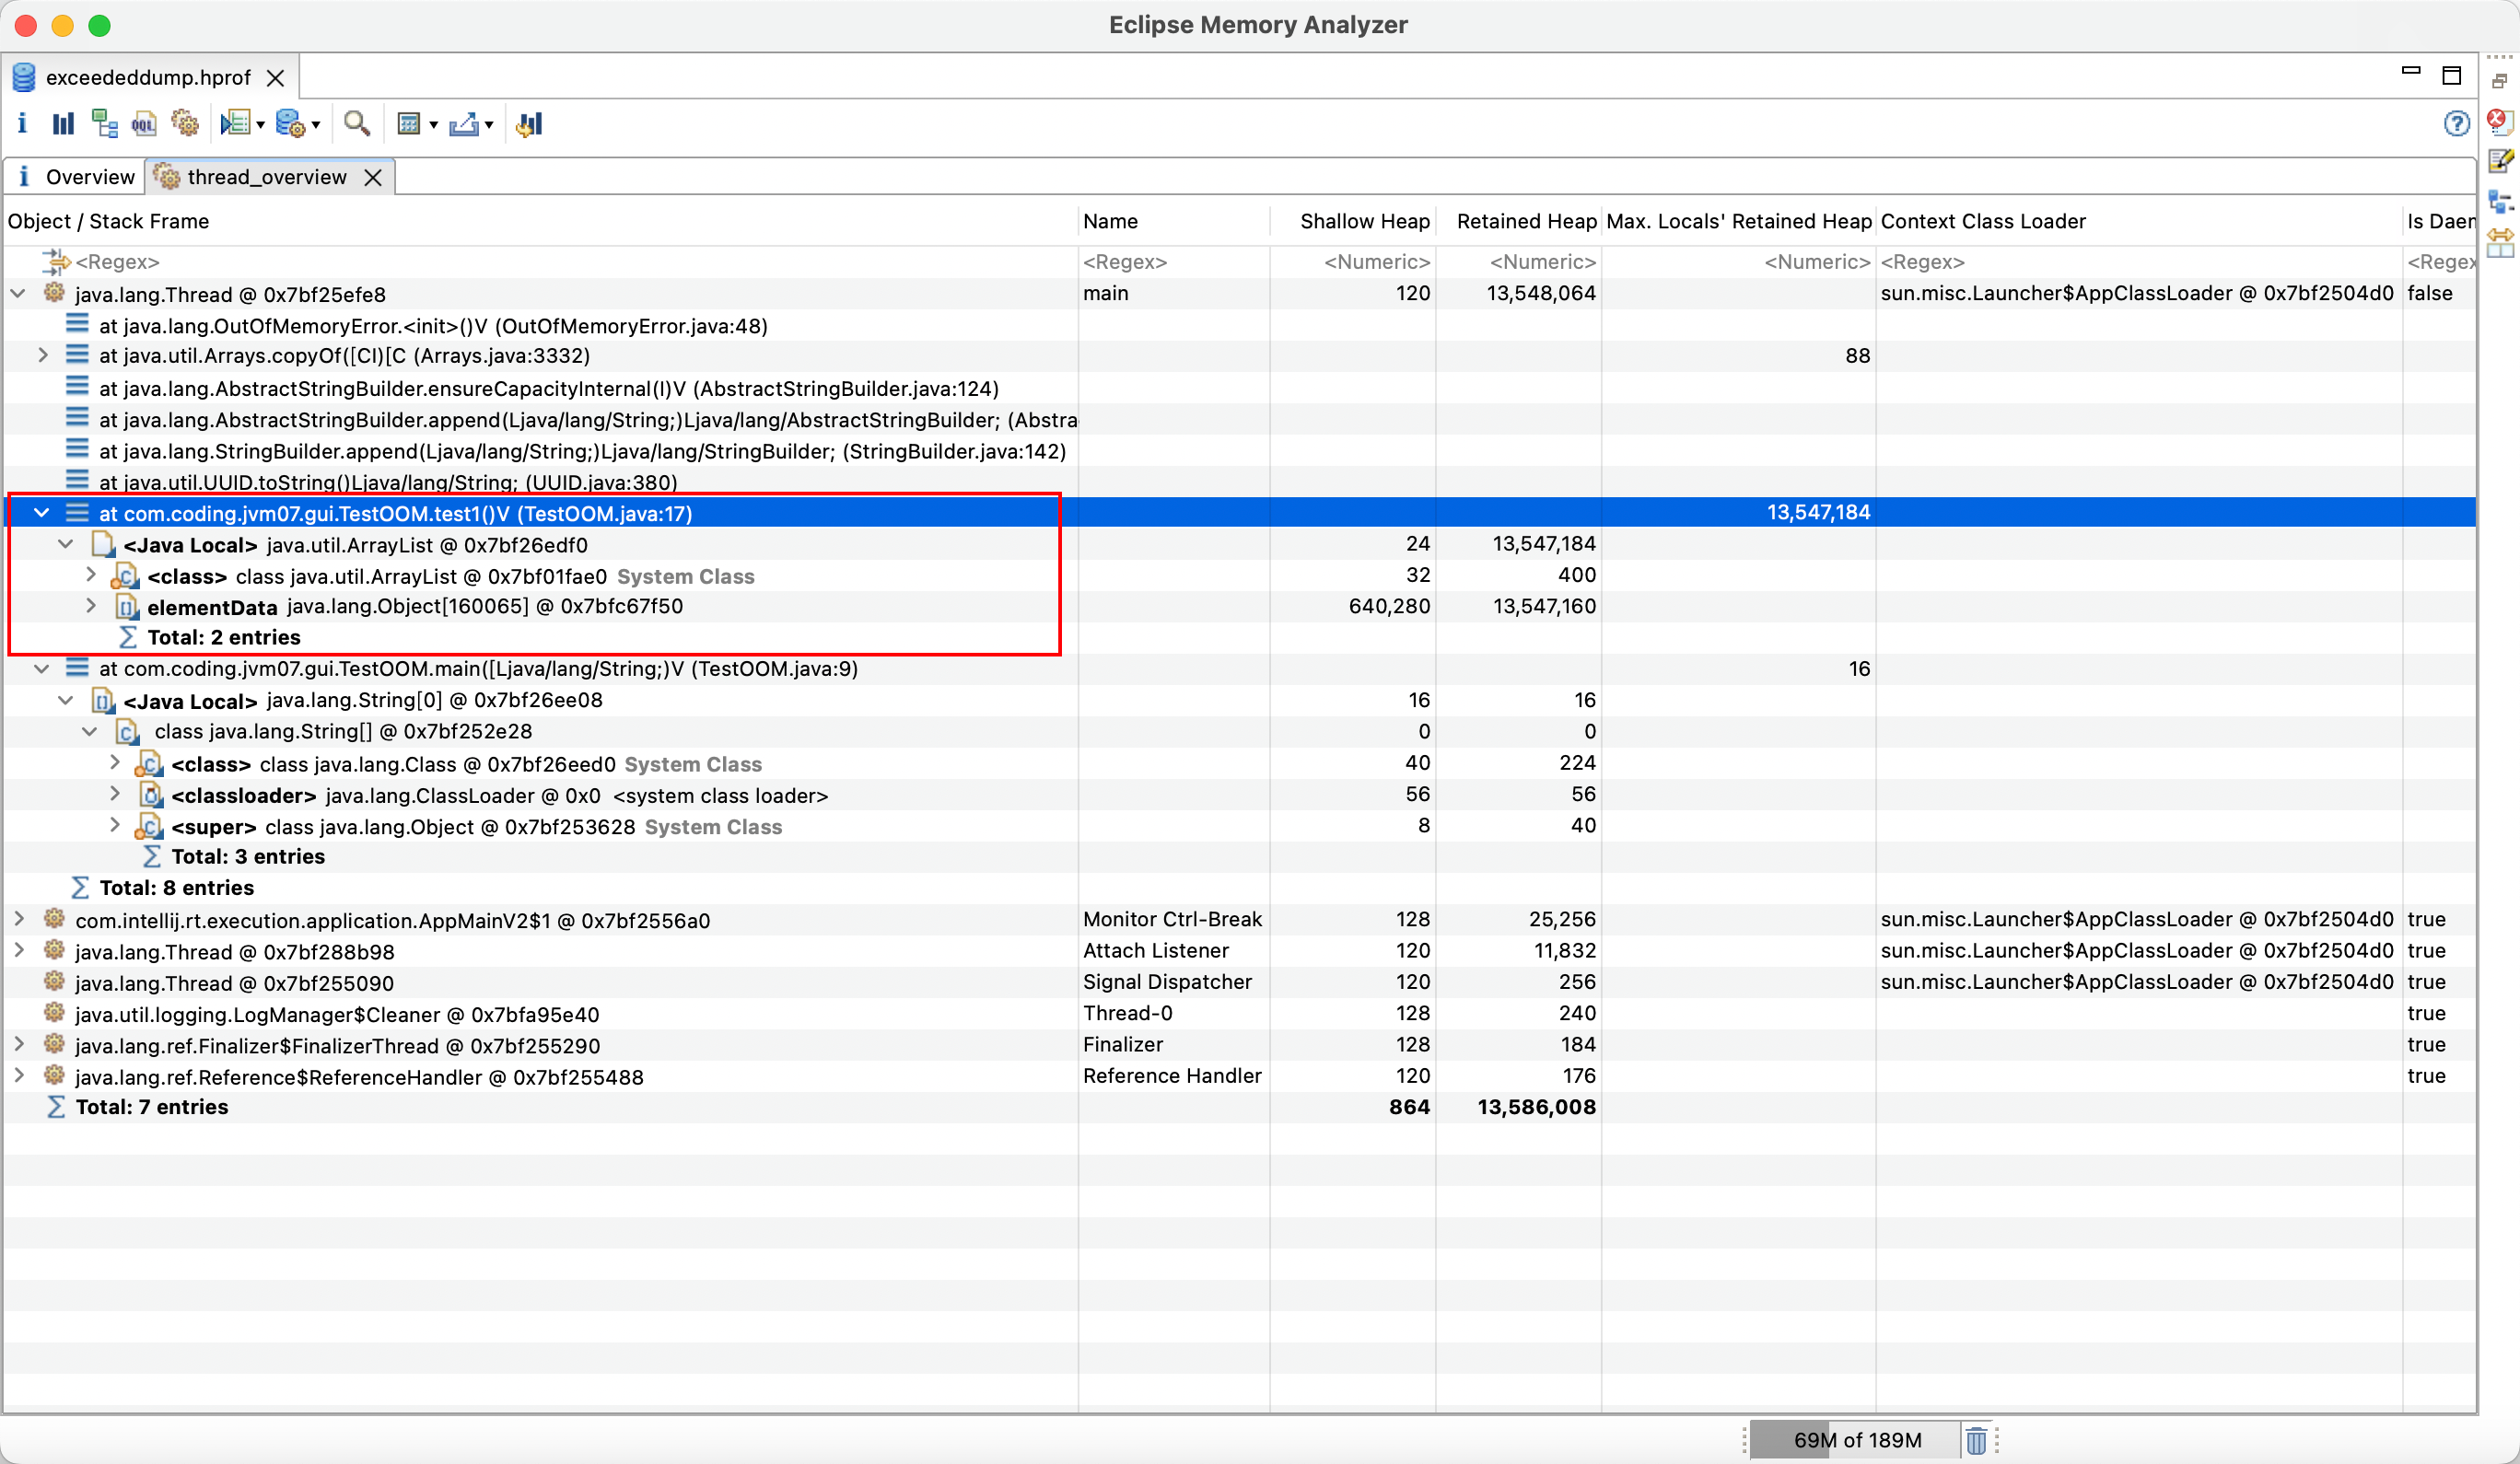 Eclipse Memory Analyzer
exceededdump.hprof
Overview thread_overview
Object / Stack Frame Name Shallow Heap Retained Heap Max. Locals' Retained Heap Context Class Loader Is Daen
<Regex> <Regex> <Numeric> <Numeric> <Numeric> <Regex> <Regex
java.lang.Thread @ 0x7bf25efe8 main 120 13,548,064 sun.misc.Launcher$AppClassLoader @ 0x7bf2504d0 false
at java.lang.OutOfMemoryError.<init>()V (OutOfMemoryError.java:48)
at java.util.Arrays.copyOf([CI)[C (Arrays.java:3332) 88
at java.lang.AbstractStringBuilder.ensureCapacityInternal(I)V (AbstractStringBuilder.java:124)
at java.lang.AbstractStringBuilder.append(Ljava/lang/String;)Ljava/lang/AbstractStringBuilder; (Abstra
at java.lang.StringBuilder.append(Ljava/lang/String;)Ljava/lang/StringBuilder; (StringBuilder.java:142)
at java.util.UUID.toString()Ljava/lang/String; (UUID.java:380)
at com.coding.jvm07.gui.TestOOM.test1()V (TestOOM.java:17) 13,547,184
<Java Local> java.util.ArrayList @ 0x7bf26edf0 24 13,547,184
<class> class java.util.ArrayList @ 0x7bf01fae0 System Class 32 400
elementData java.lang.Object[160065] @ 0x7bfc67f50 640,280 13,547,160
Total: 2 entries
at com.coding.jvm07.gui.TestOOM.main([Ljava/lang/String;)V (TestOOM.java:9) 16
<Java Local> java.lang.String[0] @ 0x7bf26ee08 16 16
class java.lang.String[] @ 0x7bf252e28 0 0
<class> class java.lang.Class @ 0x7bf26eed0 System Class 40 224
<classloader> java.lang.ClassLoader @ 0x0 <system class loader> 56 56
<super> class java.lang.Object @ 0x7bf253628 System Class 8 40
Total: 3 entries
Total: 8 entries
com.intellij.rt.execution.application.AppMainV2$1 @ 0x7bf2556a0 Monitor Ctrl-Break 128 25,256 sun.misc.Launcher$AppClassLoader @ 0x7bf2504d0 true
java.lang.Thread @ 0x7bf288b98 Attach Listener 120 11,832 sun.misc.Launcher$AppClassLoader @ 0x7bf2504d0 true
java.lang.Thread @ 0x7bf255090 Signal Dispatcher 120 256 sun.misc.Launcher$AppClassLoader @ 0x7bf2504d0 true
java.util.logging.LogManager$Cleaner @ 0x7bfa95e40 Thread-0 128 240 true
java.lang.ref.Finalizer$FinalizerThread @ 0x7bf255290 Finalizer 128 184 true
java.lang.ref.Reference$ReferenceHandler @ 0x7bf255488 Reference Handler 120 176 true
Total: 7 entries 864 13,586,008
69M of 189M